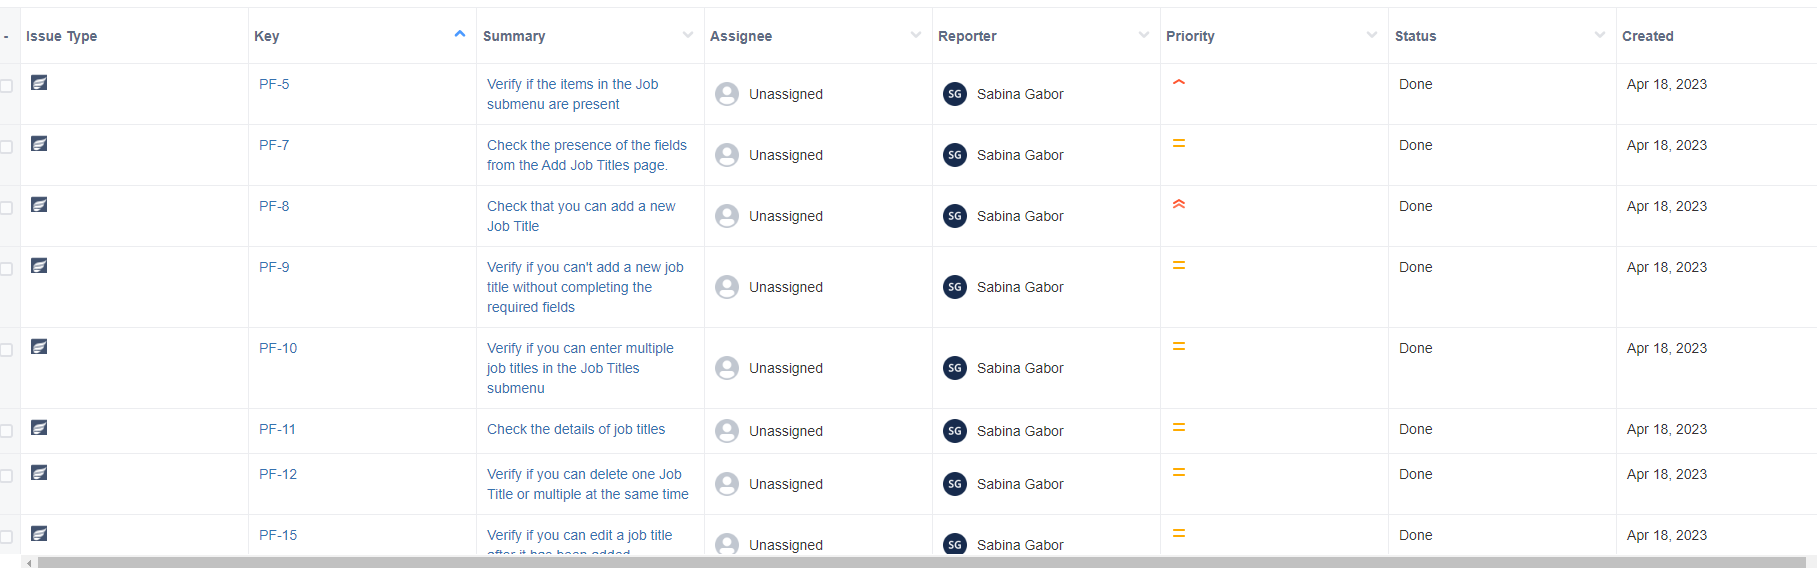 - Issue Type Key Summary Assignee Reporter Priority Status Created
PF-5 Verify if the items in the Job
submenu are present
Unassigned SG Sabina Gabor Done Apr 18, 2023
PF-7 Check the presence of the fields
from the Add Job Titles page.
Unassigned SG Sabina Gabor Done Apr 18, 2023
PF-8 Check that you can add a new
Job Title
Unassigned SG Sabina Gabor Done Apr 18, 2023
PF-9 Verify if you can't add a new job
title without completing the
required fields
Unassigned SG Sabina Gabor Done Apr 18, 2023
PF-10 Verify if you can enter multiple
job titles in the Job Titles
submenu
Unassigned SG Sabina Gabor Done Apr 18, 2023
PF-11 Check the details of job titles
Unassigned SG Sabina Gabor Done Apr 18, 2023
PF-12 Verify if you can delete one Job
Title or multiple at the same time
Unassigned SG Sabina Gabor Done Apr 18, 2023
PF-15 Verify if you can edit a job title
after it has been added
Unassigned SG Sabina Gabor Done Apr 18, 2023